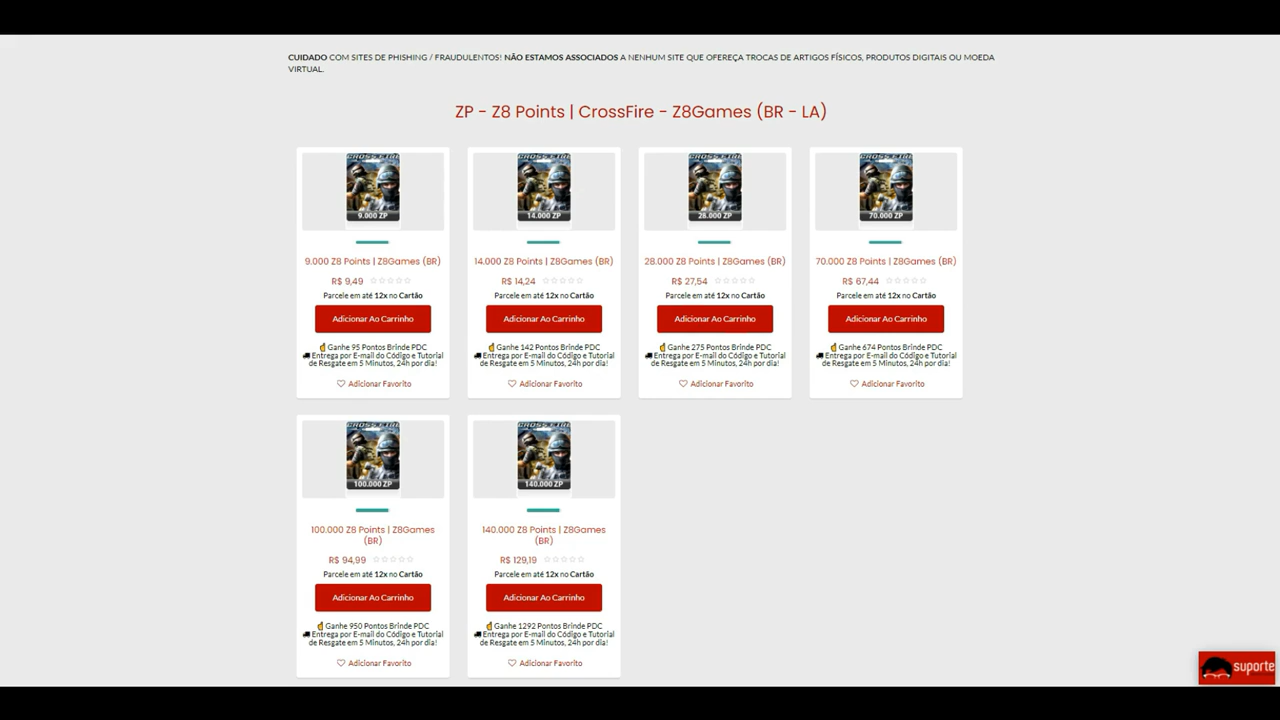 CUIDADO COM SITES DE PHISHING / FRAUDULENTOS! NÃO ESTAMOS ASSOCIADOS A NENHUM SITE QUE OFEREÇA TROCAS DE ARTIGOS FÍSICOS, PRODUTOS DIGITAIS OU MOEDA
VIRTUAL.
ZP - Z8 Points | CrossFire - Z8Games (BR - LA)
CROSS FIRE
9.000 ZP
9.000 Z8 Points | Z8Games (BR)
R$ 9,49
Parcele em até 12x no Cartão
Adicionar Ao Carrinho
Ganhe 95 Pontos Brinde PDC
Entrega por E-mail do Código e Tutorial
de Resgate em 5 Minutos, 24h por dia!
Adicionar Favorito
CROSS FIRE
14.000 ZP
14.000 Z8 Points | Z8Games (BR)
R$ 14,24
Parcele em até 12x no Cartão
Adicionar Ao Carrinho
Ganhe 142 Pontos Brinde PDC
Entrega por E-mail do Código e Tutorial
de Resgate em 5 Minutos, 24h por dia!
Adicionar Favorito
CROSS FIRE
28.000 ZP
28.000 Z8 Points | Z8Games (BR)
R$ 27,54
Parcele em até 12x no Cartão
Adicionar Ao Carrinho
Ganhe 275 Pontos Brinde PDC
Entrega por E-mail do Código e Tutorial
de Resgate em 5 Minutos, 24h por dia!
Adicionar Favorito
CROSS FIRE
70.000 ZP
70.000 Z8 Points | Z8Games (BR)
R$ 67,44
Parcele em até 12x no Cartão
Adicionar Ao Carrinho
Ganhe 674 Pontos Brinde PDC
Entrega por E-mail do Código e Tutorial
de Resgate em 5 Minutos, 24h por dia!
Adicionar Favorito
CROSS FIRE
100.000 ZP
100.000 Z8 Points | Z8Games
(BR)
R$ 94,99
Parcele em até 12x no Cartão
Adicionar Ao Carrinho
Ganhe 950 Pontos Brinde PDC
Entrega por E-mail do Código e Tutorial
de Resgate em 5 Minutos, 24h por dia!
Adicionar Favorito
CROSS FIRE
140.000 ZP
140.000 Z8 Points | Z8Games
(BR)
R$ 129,19
Parcele em até 12x no Cartão
Adicionar Ao Carrinho
Ganhe 1292 Pontos Brinde PDC
Entrega por E-mail do Código e Tutorial
de Resgate em 5 Minutos, 24h por dia!
Adicionar Favorito
suporte